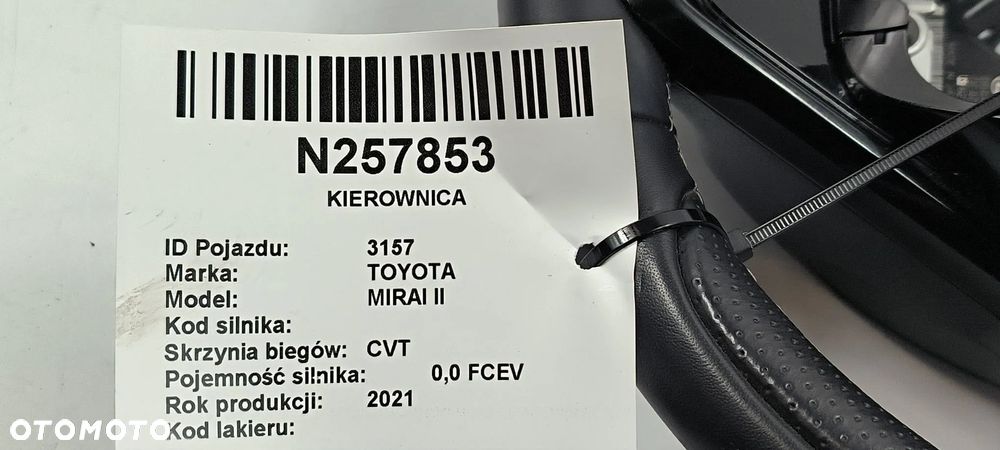 N257853
KIEROWNICA
ID Pojazdu: 3157
Marka: TOYOTA
Model: MIRAI II
Kod silnika:
Skrzynia biegów: CVT
Pojemność silnika: 0,0 FCEV
Rok produkcji: 2021
Kod lakieru:
OTOMOTO